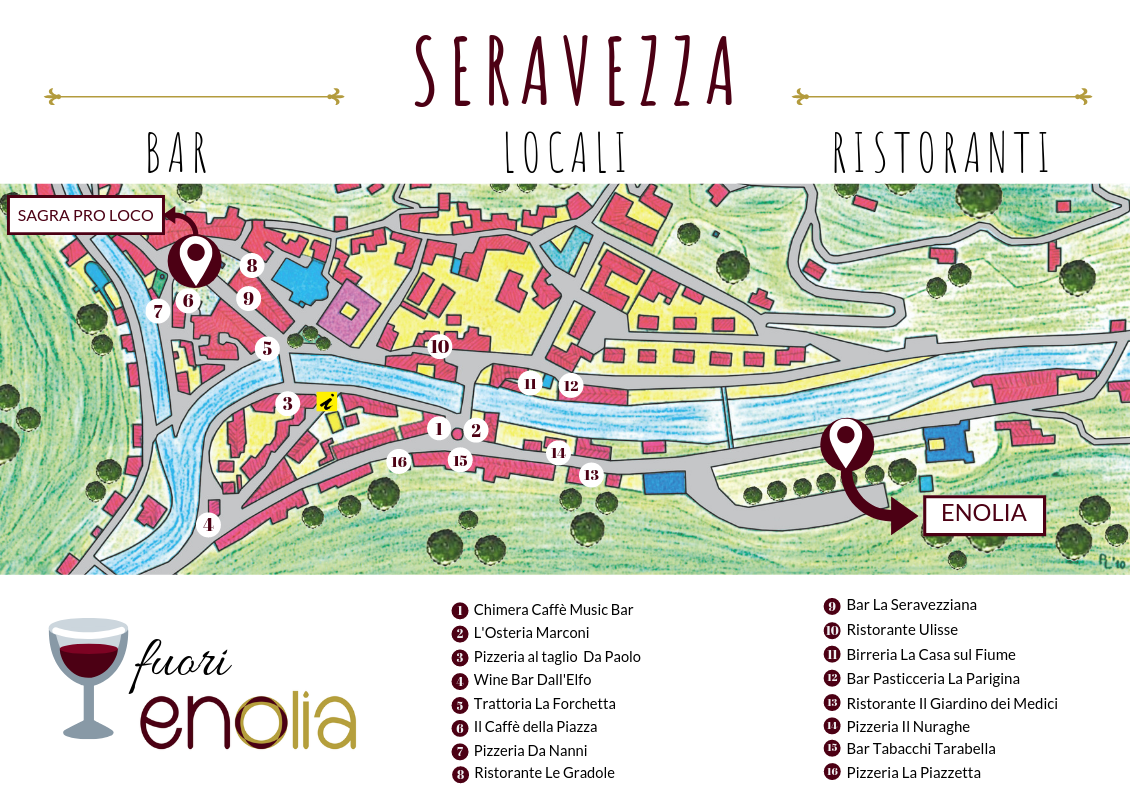 SERAVEZZA
BAR
LOCALI
RISTORANTI
SAGRA PRO LOCO
8
9
6
7
5
10
11
12
3
i
1
2
14
16
15
13
4
ENOLIA
fuori
enolia
1 Chimera Caffè Music Bar
2 L'Osteria Marconi
3 Pizzeria al taglio Da Paolo
4 Wine Bar Dall'Elfo
5 Trattoria La Forchetta
6 Il Caffè della Piazza
7 Pizzeria Da Nanni
8 Ristorante Le Gradole
9 Bar La Seravezziana
10 Ristorante Ulisse
11 Birreria La Casa sul Fiume
12 Bar Pasticceria La Parigina
13 Ristorante Il Giardino dei Medici
14 Pizzeria Il Nuraghe
15 Bar Tabacchi Tarabella
16 Pizzeria La Piazzetta